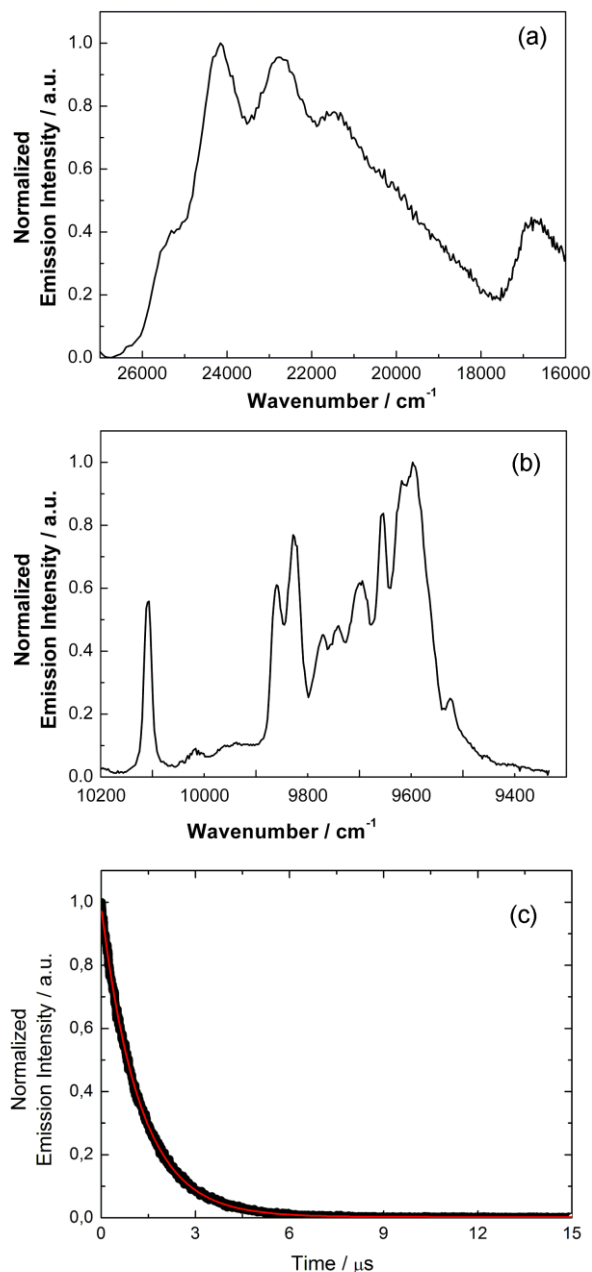 (a)
Normalized
Emission Intensity / a.u.
1.0
0.8
0.6
0.4
0.2
0.0
26000 24000 22000 20000 18000 16000
Wavenumber / cm⁻¹
(b)
Normalized
Emission Intensity / a.u.
1.0
0.8
0.6
0.4
0.2
0.0
10200 10000 9800 9600 9400
Wavenumber / cm⁻¹
(c)
Normalized
Emission Intensity / a.u.
1,0
0,8
0,6
0,4
0,2
0,0
0 3 6 9 12 15
Time / μs